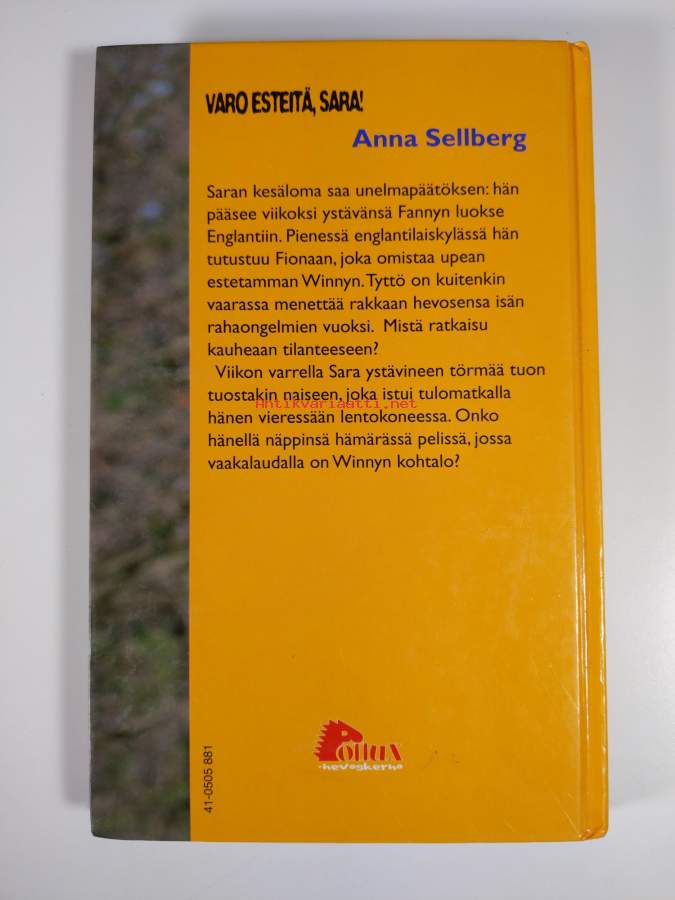 VARO ESTEITÄ, SARA!
Anna Sellberg
Saran kesäloma saa unelmapäätöksen: hän
pääsee viikoksi ystävänsä Fannyn luokse
Englantiin. Pienessä englantilaiskylässä hän
tutustuu Fionaan, joka omistaa upean
estetamman Winnyn. Tyttö on kuitenkin
vaarassa menettää rakkaan hevosensa isän
rahaongelmien vuoksi. Mistä ratkaisu
kauheaan tilanteeseen?
Viikon varrella Sara ystävineen törmää tuon
tuostakin naiseen, joka istui tulomatkalla
Antikvariaatti.net
hänen vieressään lentokoneessa. Onko
hänellä näppinsä hämärässä pelissä, jossa
vaakalaudalla on Winnyn kohtalo?
Pollux
-hevoskerho
41-0505 881